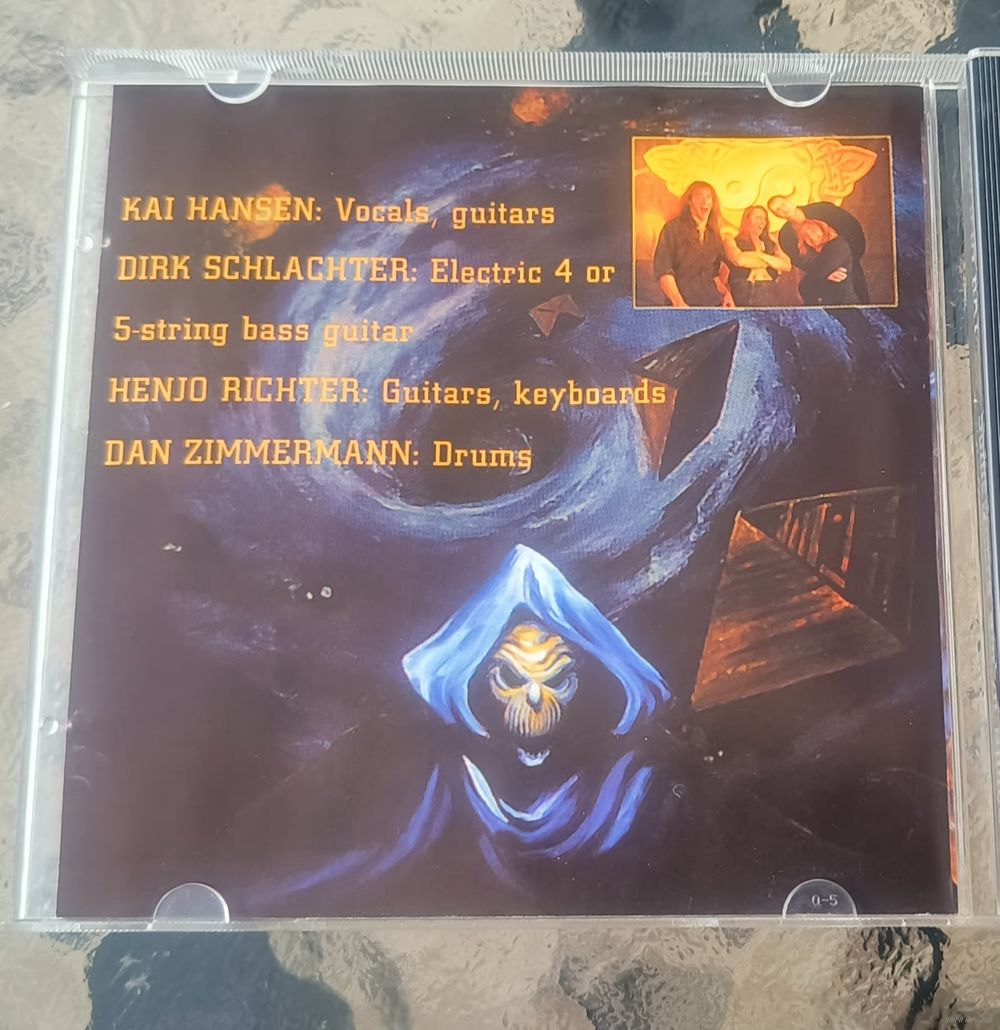 KAI HANSEN: Vocals, guitars
DIRK SCHLACHTER: Electric 4 or
5-string bass guitar
HENJO RICHTER: Guitars, keyboards
DAN ZIMMERMANN: Drums
Q-5